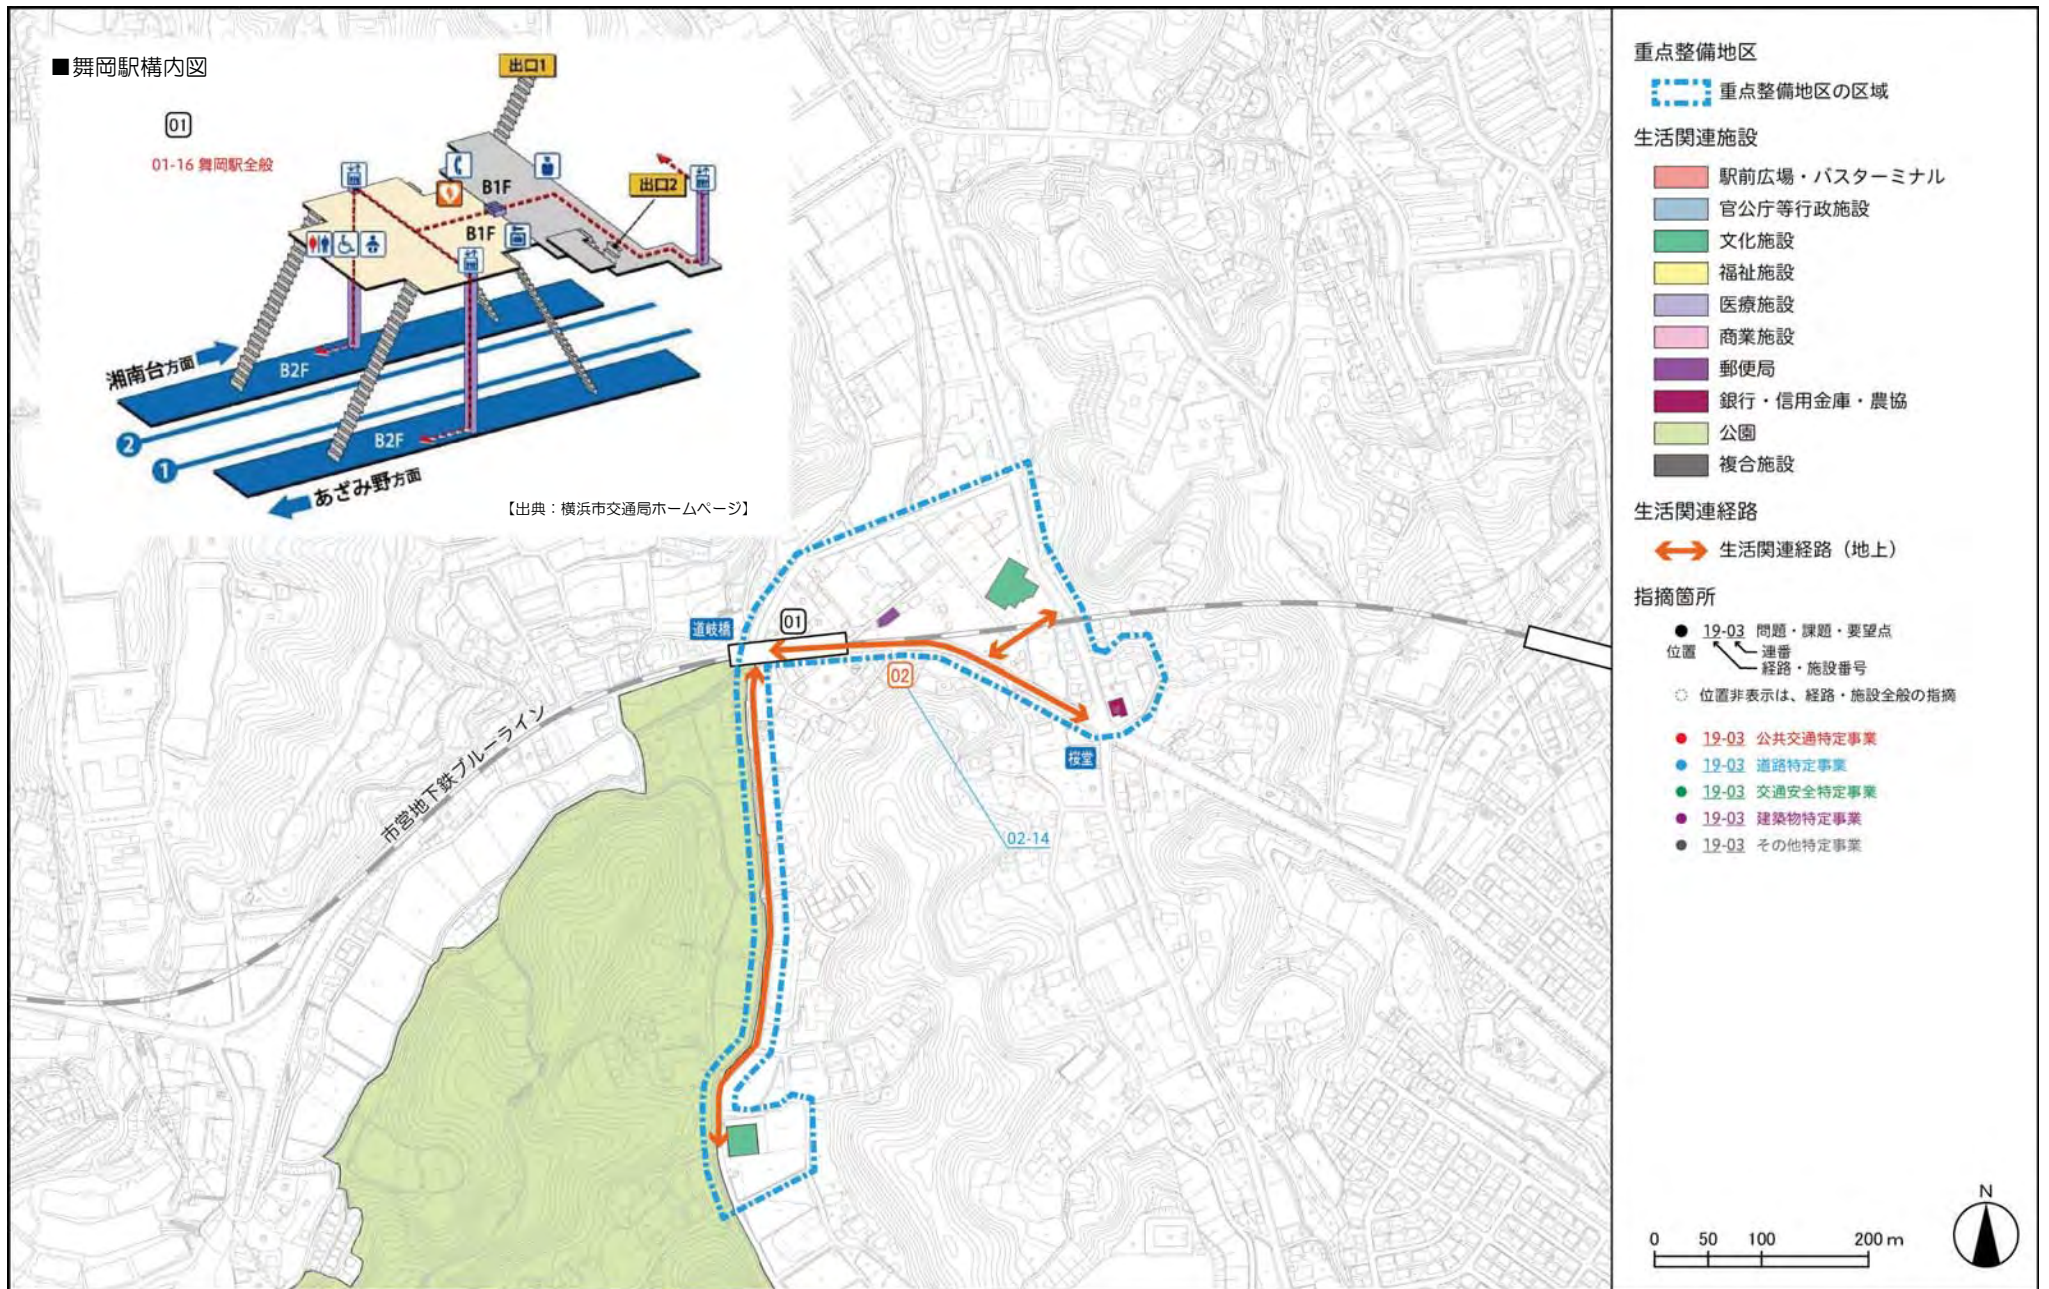 ■舞岡駅構内図
01
01-16 舞岡駅全般
出口1
出口2
B1F
B1F
湘南台方面
B2F
2
1
B2F
あざみ野方面
【出典：横浜市交通局ホームページ】
道岐橋
01
02
桜堂
02-14
市営地下鉄ブルーライン
重点整備地区
重点整備地区の区域
生活関連施設
駅前広場・バスターミナル
官公庁等行政施設
文化施設
福祉施設
医療施設
商業施設
郵便局
銀行・信用金庫・農協
公園
複合施設
生活関連経路
生活関連経路（地上）
指摘箇所
19-03 問題・課題・要望点
位置
連番
経路・施設番号
位置非表示は、経路・施設全般の指摘
19-03 公共交通特定事業
19-03 道路特定事業
19-03 交通安全特定事業
19-03 建築物特定事業
19-03 その他特定事業
N
0 50 100 200 m